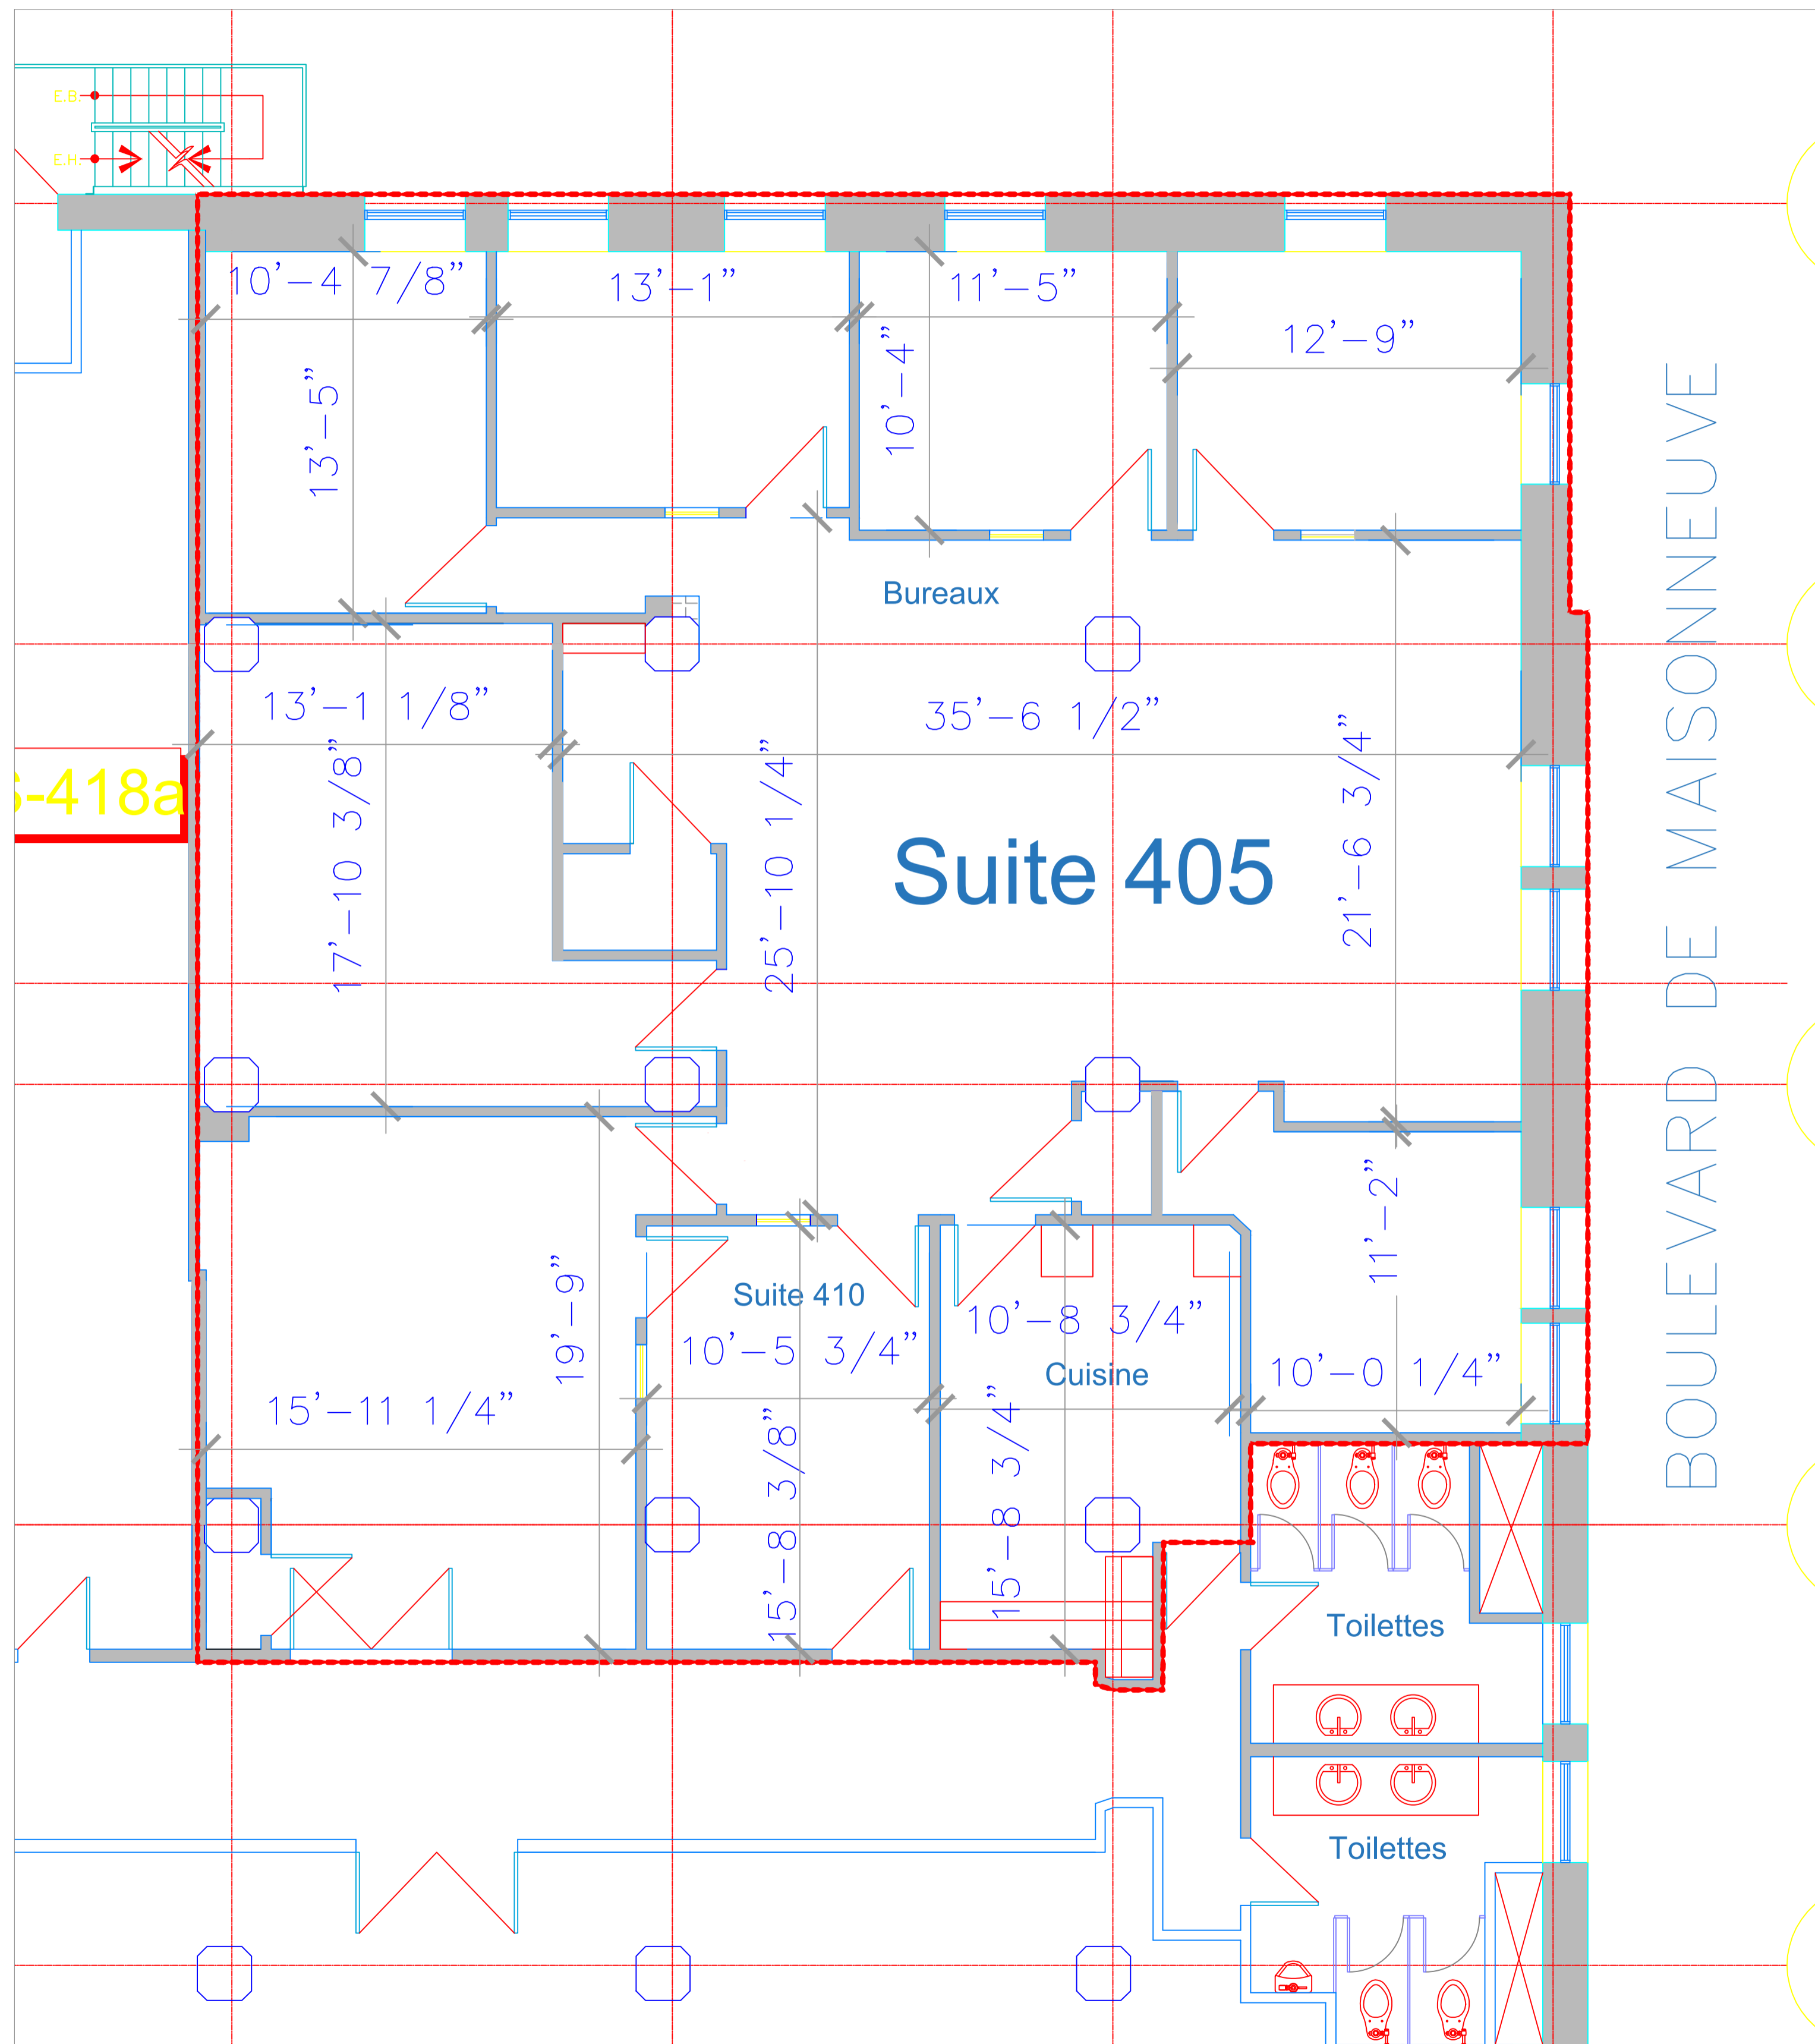 E.B.
E.H.
10'-4 7/8"
13'-1"
11'-5"
12'-9"
10'-4"
13'-5"
Bureaux
13'-1 1/8"
35'-6 1/2"
17'-10 3/8"
25'-10 1/4"
21'-6 3/4"
-418a
Suite 405
BOULEVARD DE MAISONNEUVE
11'-2"
19'-9"
Suite 410
10'-5 3/4"
10'-8 3/4"
Cuisine
10'-0 1/4"
15'-11 1/4"
15'-8 3/8"
15'-8 3/4"
Toilettes
Toilettes